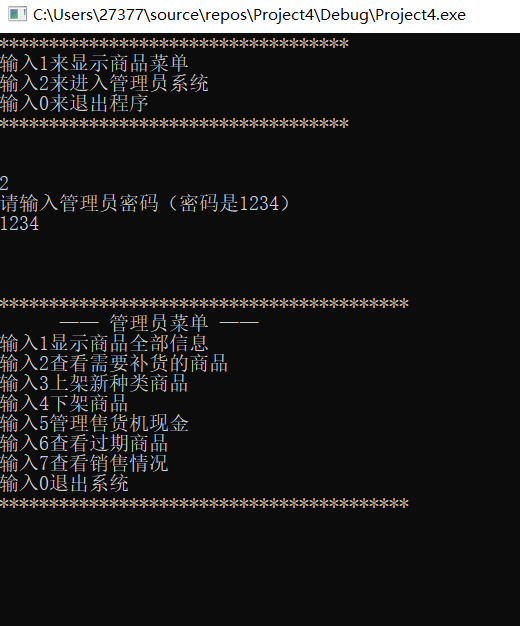 C:\Users\27377\source\repos\Project4\Debug\Project4.exe
***********************************
输入1来显示商品菜单
输入2来进入管理员系统
输入0来退出程序
***********************************
2
请输入管理员密码（密码是1234）
1234
*****************************************
—— 管理员菜单 ——
输入1显示商品全部信息
输入2查看需要补货的商品
输入3上架新种类商品
输入4下架商品
输入5管理售货机现金
输入6查看过期商品
输入7查看销售情况
输入0退出系统
*****************************************